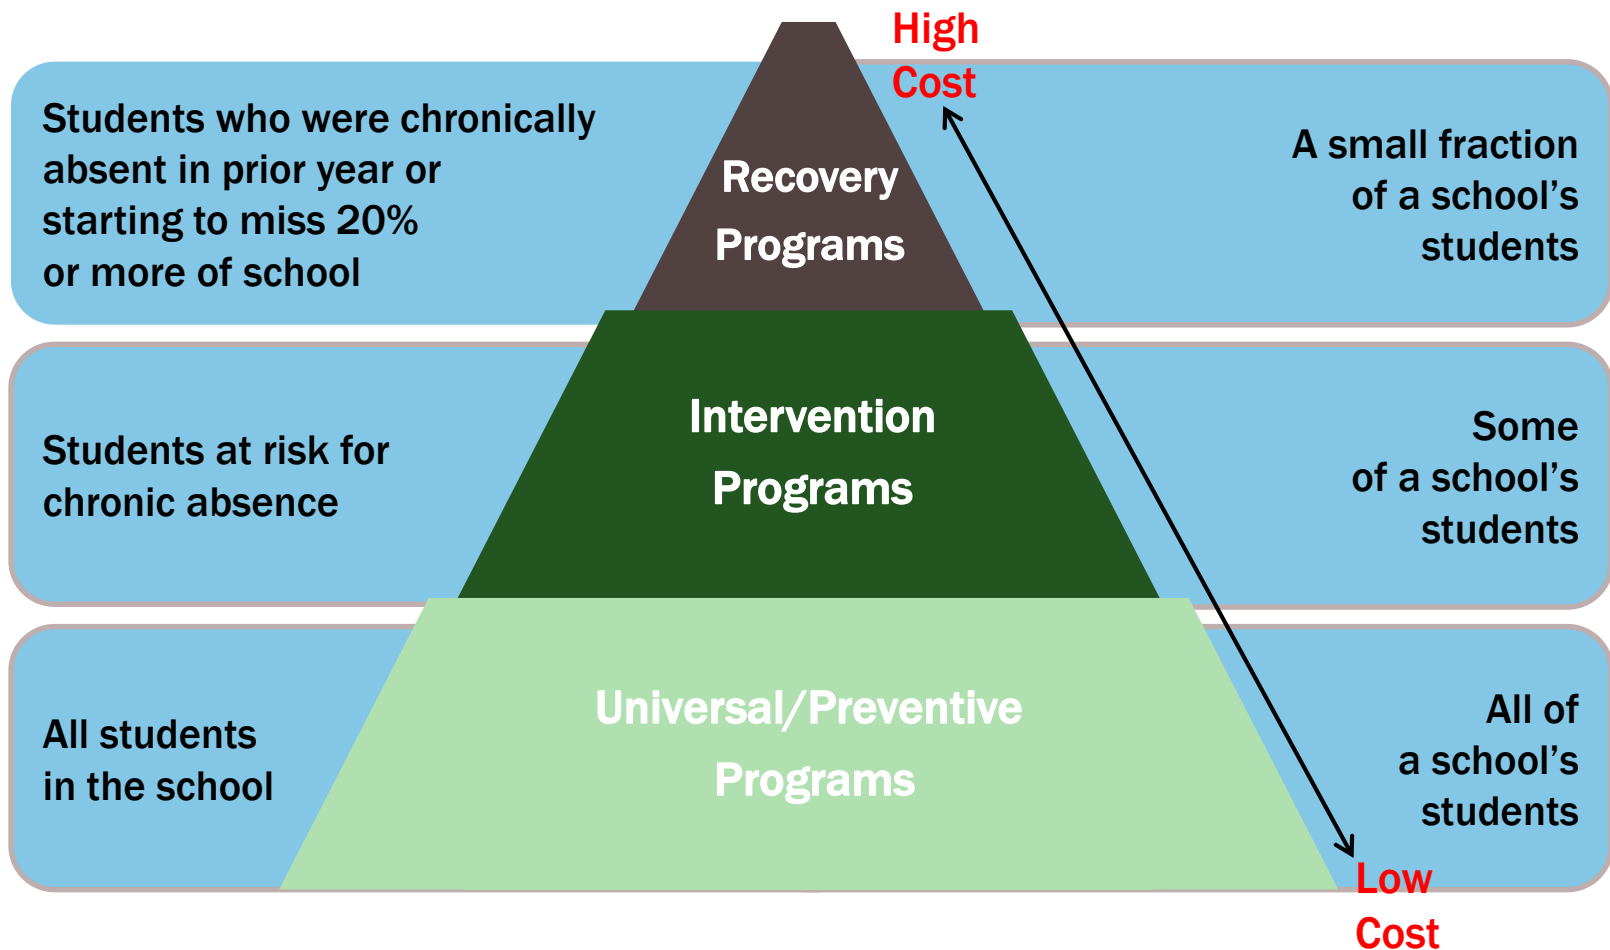 High
Cost
Students who were chronically
absent in prior year or
starting to miss 20%
or more of school
Recovery
Programs
A small fraction
of a school’s
students
Students at risk for
chronic absence
Intervention
Programs
Some
of a school’s
students
All students
in the school
Universal/Preventive
Programs
All of
a school’s
students
Low
Cost